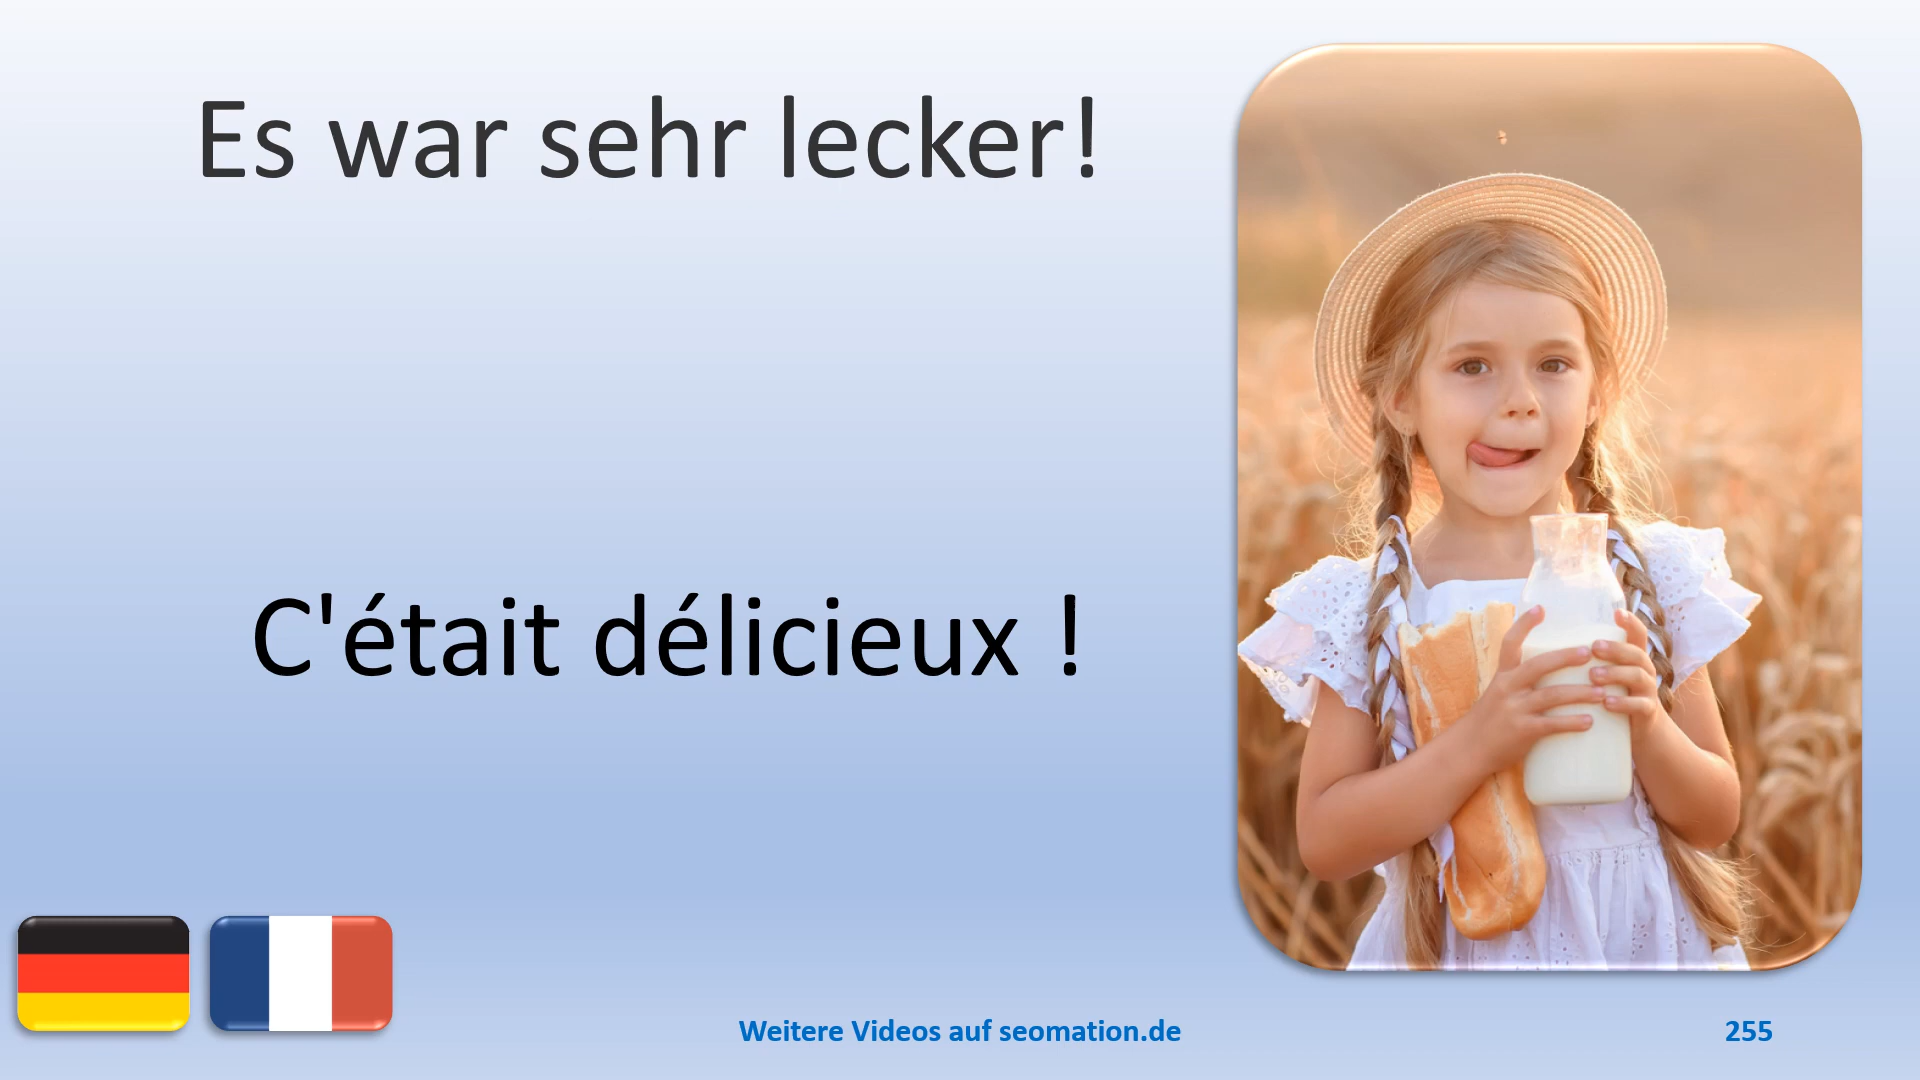 Es war sehr lecker!
C'était délicieux !
Weitere Videos auf seomation.de
255